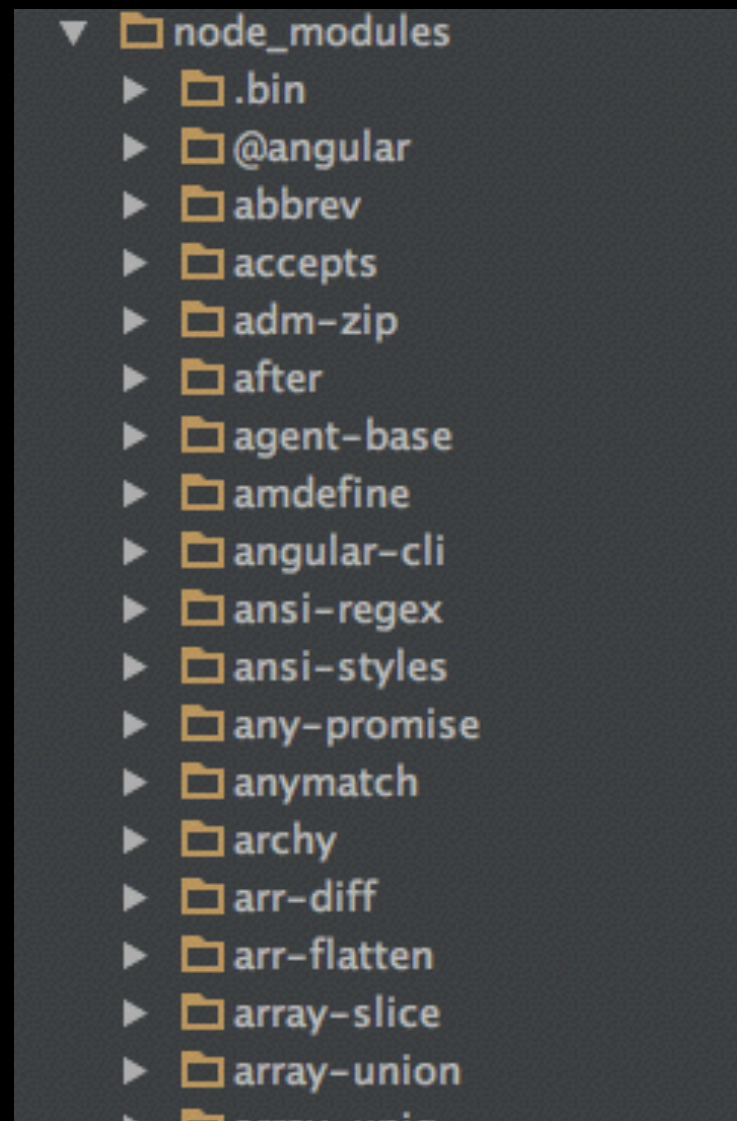 node_modules
.bin
@angular
abbrev
accepts
adm-zip
after
agent-base
amdefine
angular-cli
ansi-regex
ansi-styles
any-promise
anymatch
archy
arr-diff
arr-flatten
array-slice
array-union